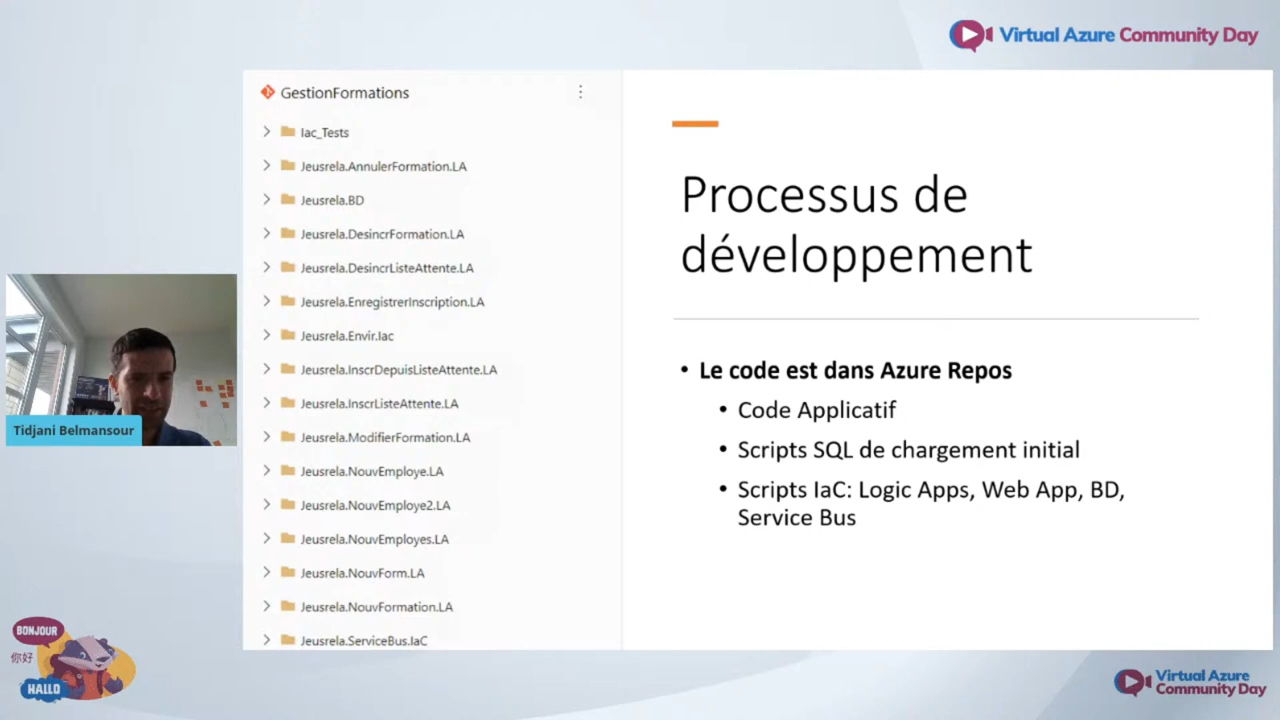 Virtual Azure Community Day
GestionFormations
Iac_Tests
Jeusrela.AnnulerFormation.LA
Jeusrela.BD
Jeusrela.DesincrFormation.LA
Jeusrela.DesincrListeAttente.LA
Jeusrela.EnregistrerInscription.LA
Jeusrela.Envir.Iac
Jeusrela.InscrDepuisListeAttente.LA
Jeusrela.InscrListeAttente.LA
Jeusrela.ModifierFormation.LA
Jeusrela.NouvEmploye.LA
Jeusrela.NouvEmploye2.LA
Jeusrela.NouvEmployes.LA
Jeusrela.NouvForm.LA
Jeusrela.NouvFormation.LA
Jeusrela.ServiceBus.IaC
Processus de
développement
• Le code est dans Azure Repos
• Code Applicatif
• Scripts SQL de chargement initial
• Scripts IaC: Logic Apps, Web App, BD,
Service Bus
Tidjani Belmansour
BONJOUR
你好
HALLO
Virtual Azure
Community Day